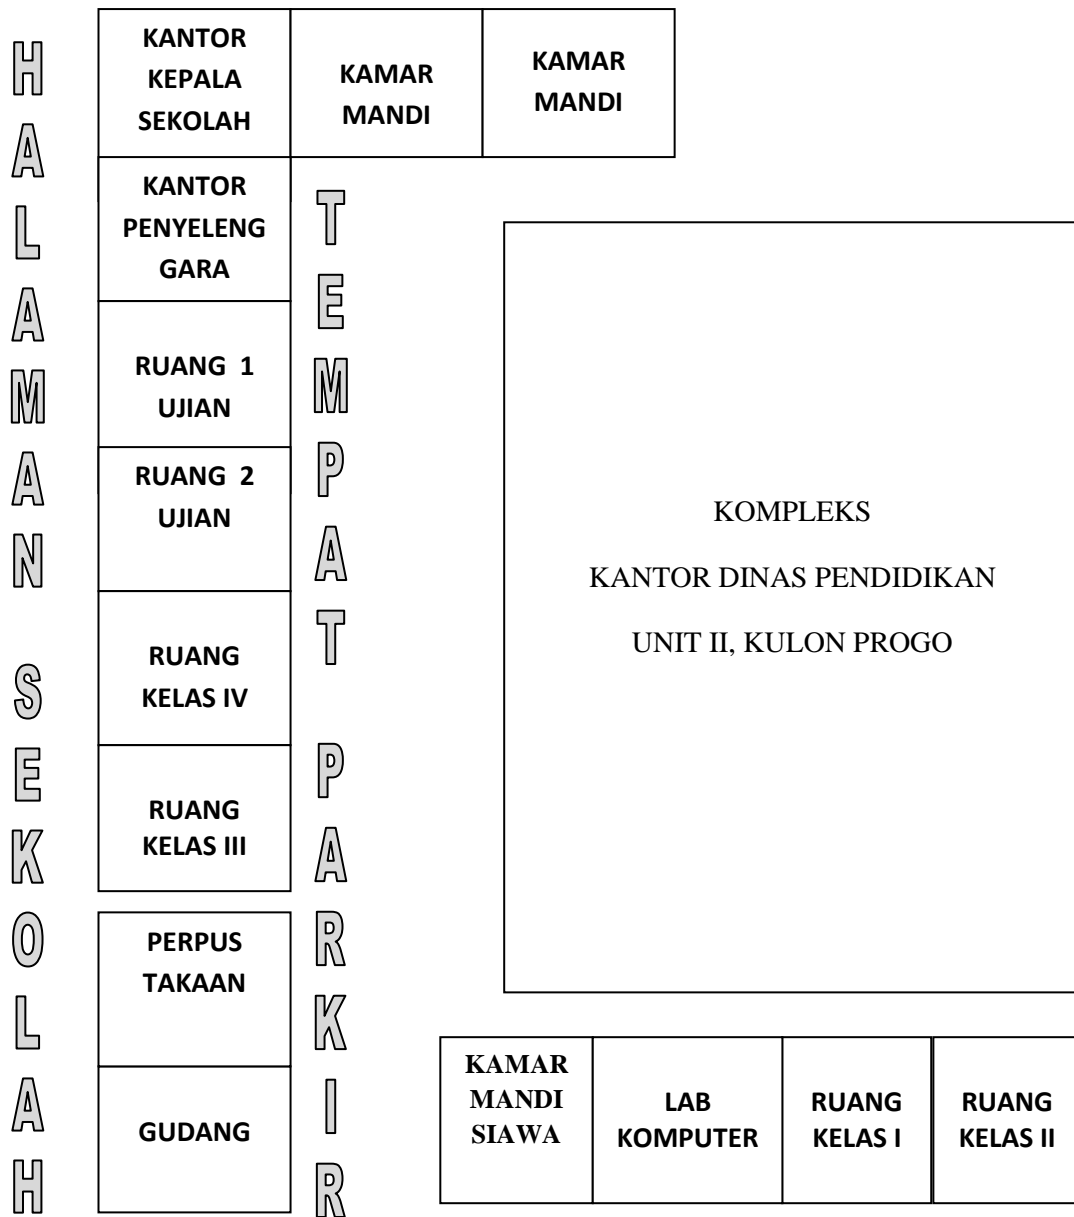 HALAMAN SEKOLAH
KANTOR
KEPALA
SEKOLAH
KAMAR
MANDI
KAMAR
MANDI
KANTOR
PENYELENG
GARA
RUANG 1
UJIAN
RUANG 2
UJIAN
RUANG
KELAS IV
RUANG
KELAS III
PERPUS
TAKAAN
GUDANG
TEMPAT PARKIR
KOMPLEKS
KANTOR DINAS PENDIDIKAN
UNIT II, KULON PROGO
KAMAR
MANDI
SIAWA
LAB
KOMPUTER
RUANG
KELAS I
RUANG
KELAS II